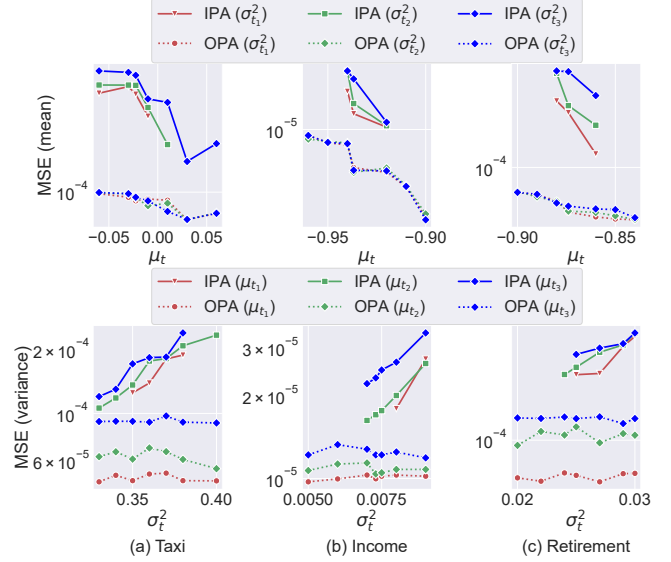 IPA (σ²ₜ₁) IPA (σ²ₜ₂) IPA (σ²ₜ₃)
OPA (σ²ₜ₁) OPA (σ²ₜ₂) OPA (σ²ₜ₃)
MSE (mean)
10⁻⁴
10⁻⁵
10⁻⁴
−0.05 0.00 0.05
−0.95 −0.90
−0.90 −0.85
μₜ μₜ μₜ
IPA (μₜ₁) IPA (μₜ₂) IPA (μₜ₃)
OPA (μₜ₁) OPA (μₜ₂) OPA (μₜ₃)
MSE (variance)
2 × 10⁻⁴
10⁻⁴
6 × 10⁻⁵
3 × 10⁻⁵
2 × 10⁻⁵
10⁻⁵
10⁻⁴
0.35 0.40
0.0050 0.0075
0.02 0.03
σ²ₜ σ²ₜ σ²ₜ
(a) Taxi (b) Income (c) Retirement